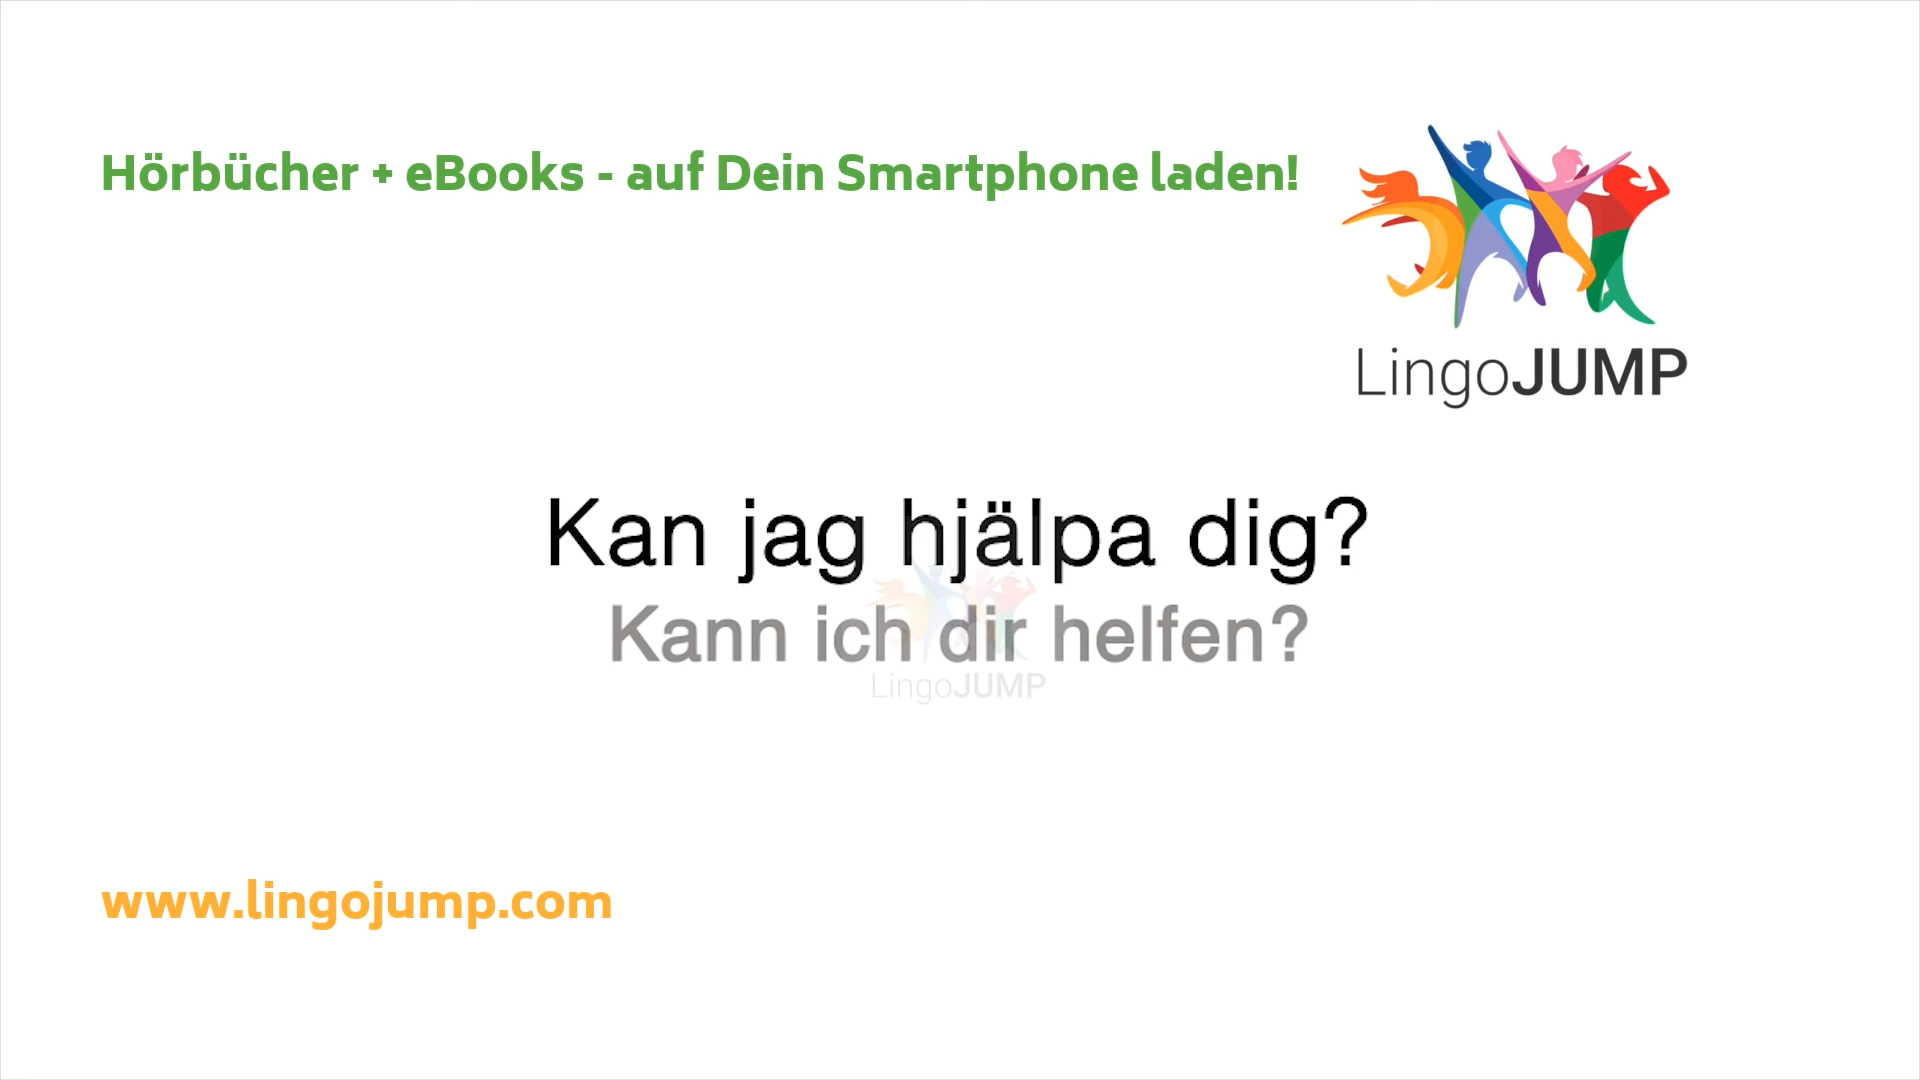 Hörbücher + eBooks - auf Dein Smartphone laden!
LingoJUMP
Kan jag hjälpa dig?
Kann ich dir helfen?
LingoJUMP
www.lingojump.com